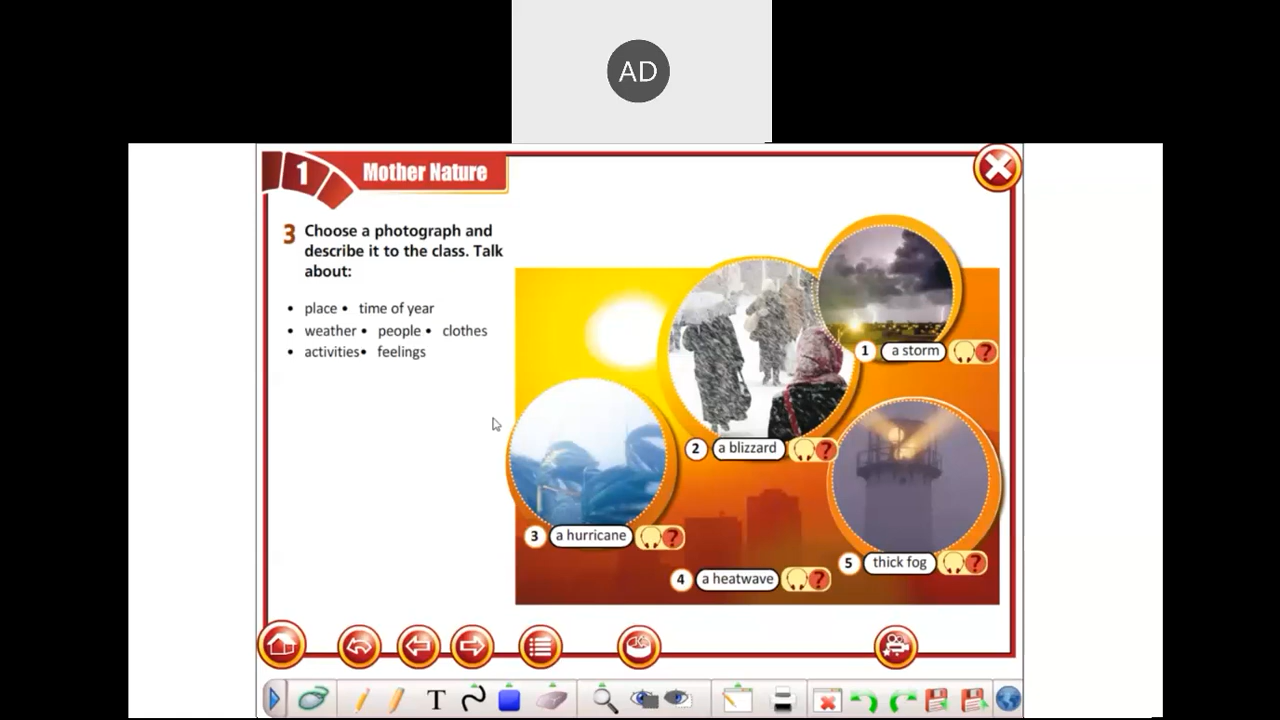 AD
1 Mother Nature
3 Choose a photograph and
describe it to the class. Talk
about:
• place • time of year
• weather • people • clothes
• activities • feelings
1 a storm ?
2 a blizzard ?
3 a hurricane ?
4 a heatwave ?
5 thick fog ?
T